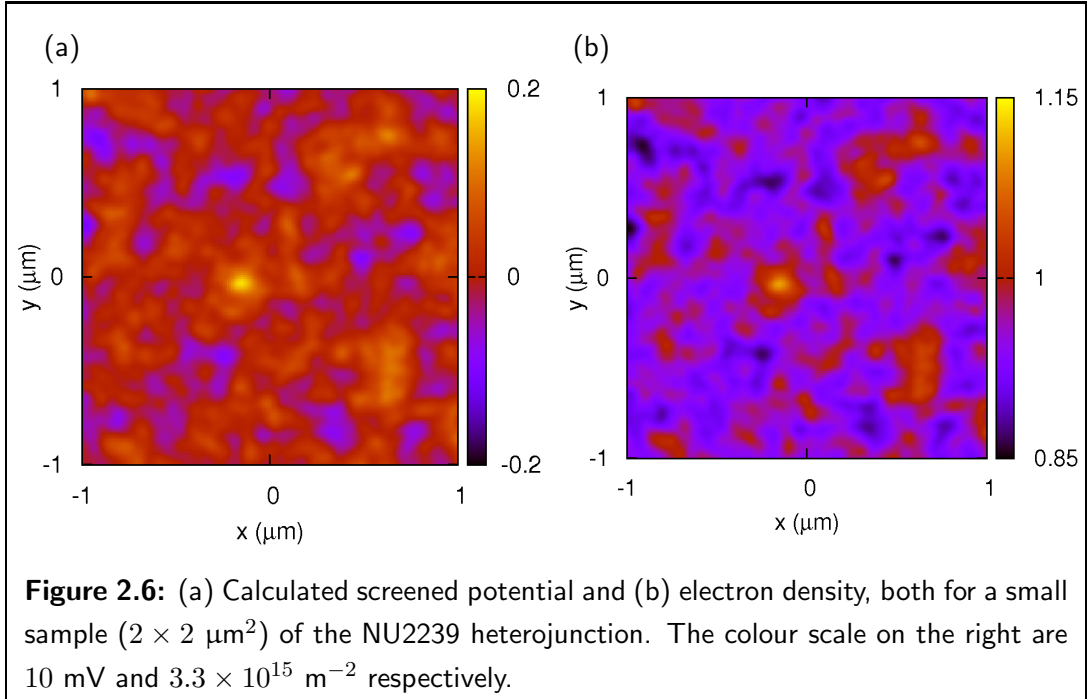 (a)
1
0
-1
y (μm)
-1
0
1
x (μm)
0.2
0
-0.2
(b)
1
0
-1
y (μm)
-1
0
1
x (μm)
1.15
1
0.85
Figure 2.6: (a) Calculated screened potential and (b) electron density, both for a small
sample (2 × 2 μm²) of the NU2239 heterojunction. The colour scale on the right are
10 mV and 3.3 × 10¹⁵ m⁻² respectively.